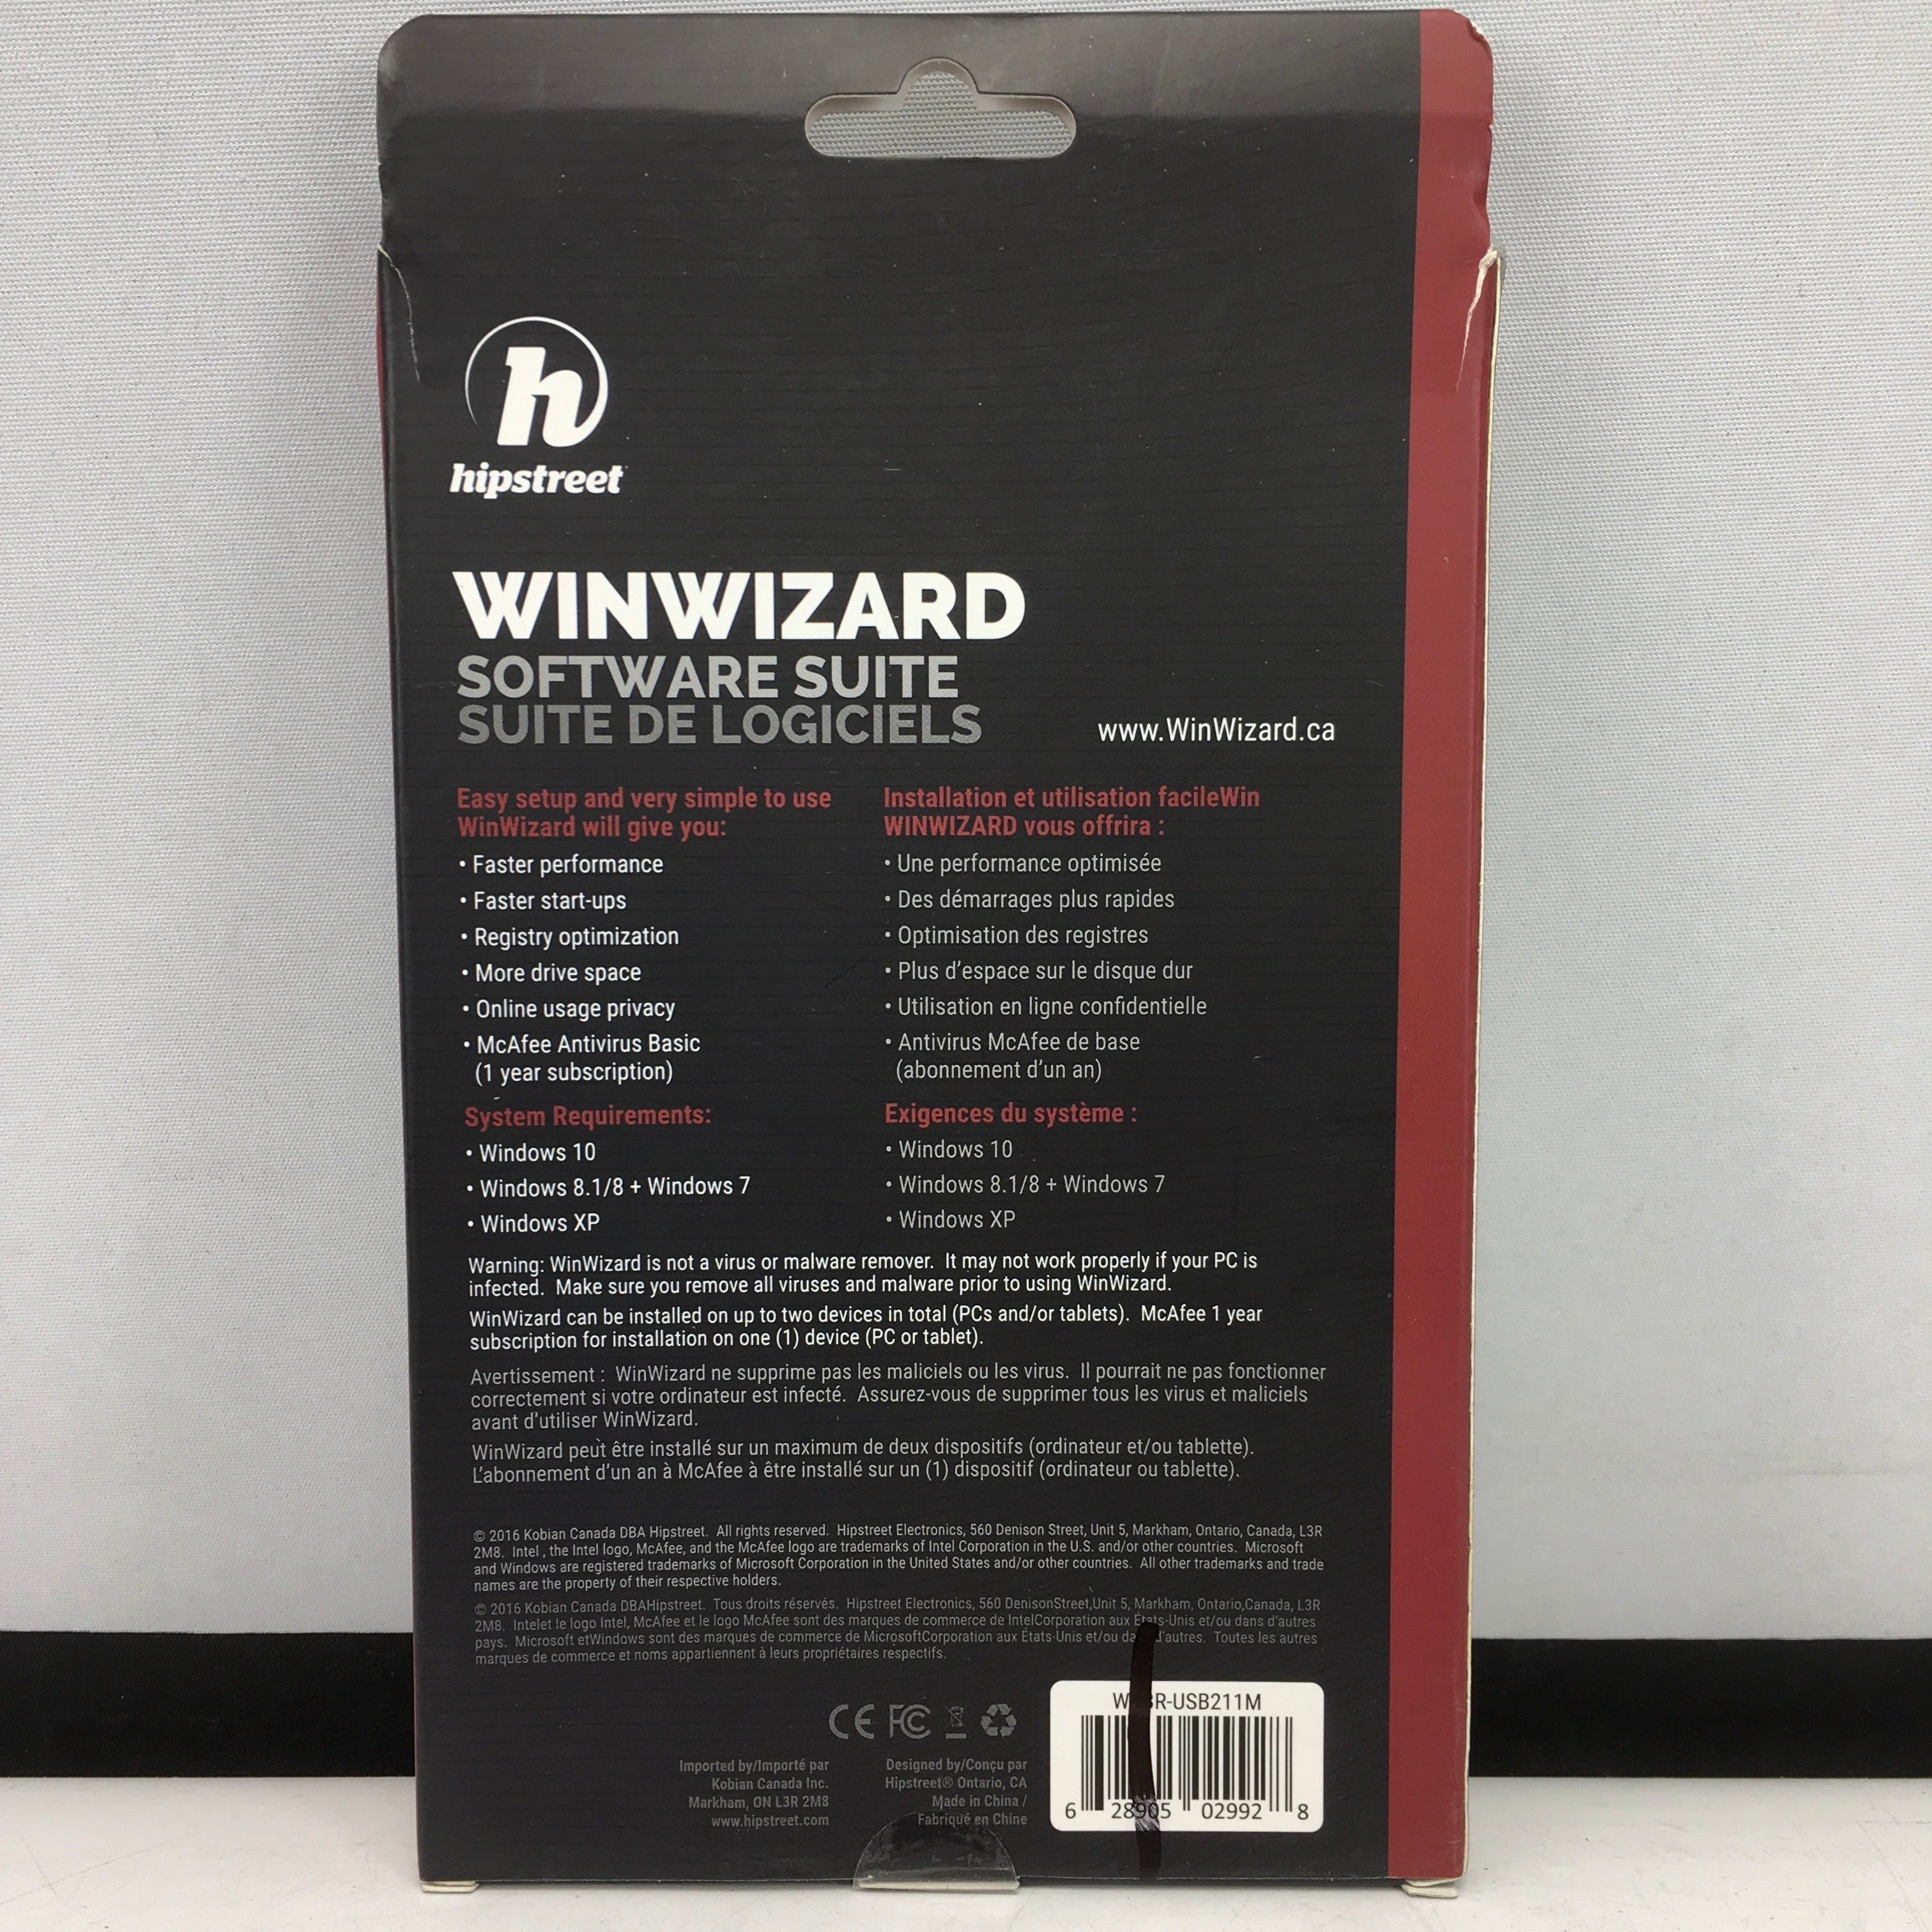 h
hipstreet
WINWIZARD
SOFTWARE SUITE
SUITE DE LOGICIELS
www.WinWizard.ca
Easy setup and very simple to use
WinWizard will give you:
• Faster performance
• Faster start-ups
• Registry optimization
• More drive space
• Online usage privacy
• McAfee Antivirus Basic
(1 year subscription)
System Requirements:
• Windows 10
• Windows 8.1/8 + Windows 7
• Windows XP
Installation et utilisation facileWin
WINWIZARD vous offrira :
• Une performance optimisée
• Des démarrages plus rapides
• Optimisation des registres
• Plus d'espace sur le disque dur
• Utilisation en ligne confidentielle
• Antivirus McAfee de base
(abonnement d'un an)
Exigences du système :
• Windows 10
• Windows 8.1/8 + Windows 7
• Windows XP
Warning: WinWizard is not a virus or malware remover. It may not work properly if your PC is
infected. Make sure you remove all viruses and malware prior to using WinWizard.
WinWizard can be installed on up to two devices in total (PCs and/or tablets). McAfee 1 year
subscription for installation on one (1) device (PC or tablet).
Avertissement : WinWizard ne supprime pas les maliciels ou les virus. Il pourrait ne pas fonctionner
correctement si votre ordinateur est infecté. Assurez-vous de supprimer tous les virus et maliciels
avant d'utiliser WinWizard.
WinWizard peut être installé sur un maximum de deux dispositifs (ordinateur et/ou tablette).
L'abonnement d'un an à McAfee à être installé sur un (1) dispositif (ordinateur ou tablette).
© 2016 Kobian Canada DBA Hipstreet. All rights reserved. Hipstreet Electronics, 560 Denison Street, Unit 5, Markham, Ontario, Canada, L3R
2M8. Intel , the Intel logo, McAfee, and the McAfee logo are trademarks of Intel Corporation in the U.S. and/or other countries. Microsoft
and Windows are registered trademarks of Microsoft Corporation in the United States and/or other countries. All other trademarks and trade
names are the property of their respective holders.
© 2016 Kobian Canada DBAHipstreet. Tous droits réservés. Hipstreet Electronics, 560 DenisonStreet,Unit 5, Markham, Ontario,Canada, L3R
2M8. Intelet le logo Intel, McAfee et le logo McAfee sont des marques de commerce de IntelCorporation aux États-Unis et/ou dans d'autres
pays. Microsoft etWindows sont des marques de commerce de MicrosoftCorporation aux États-Unis et/ou d'autres. Toutes les autres
marques de commerce et noms appartiennent à leurs propriétaires respectifs.
CE FC
Imported by/Importé par
Kobian Canada Inc.
Markham, ON L3R 2M8
www.hipstreet.com
Designed by/Conçu par
Hipstreet® Ontario, CA
Made in China /
Fabriqué en Chine
6 28905 02992 8